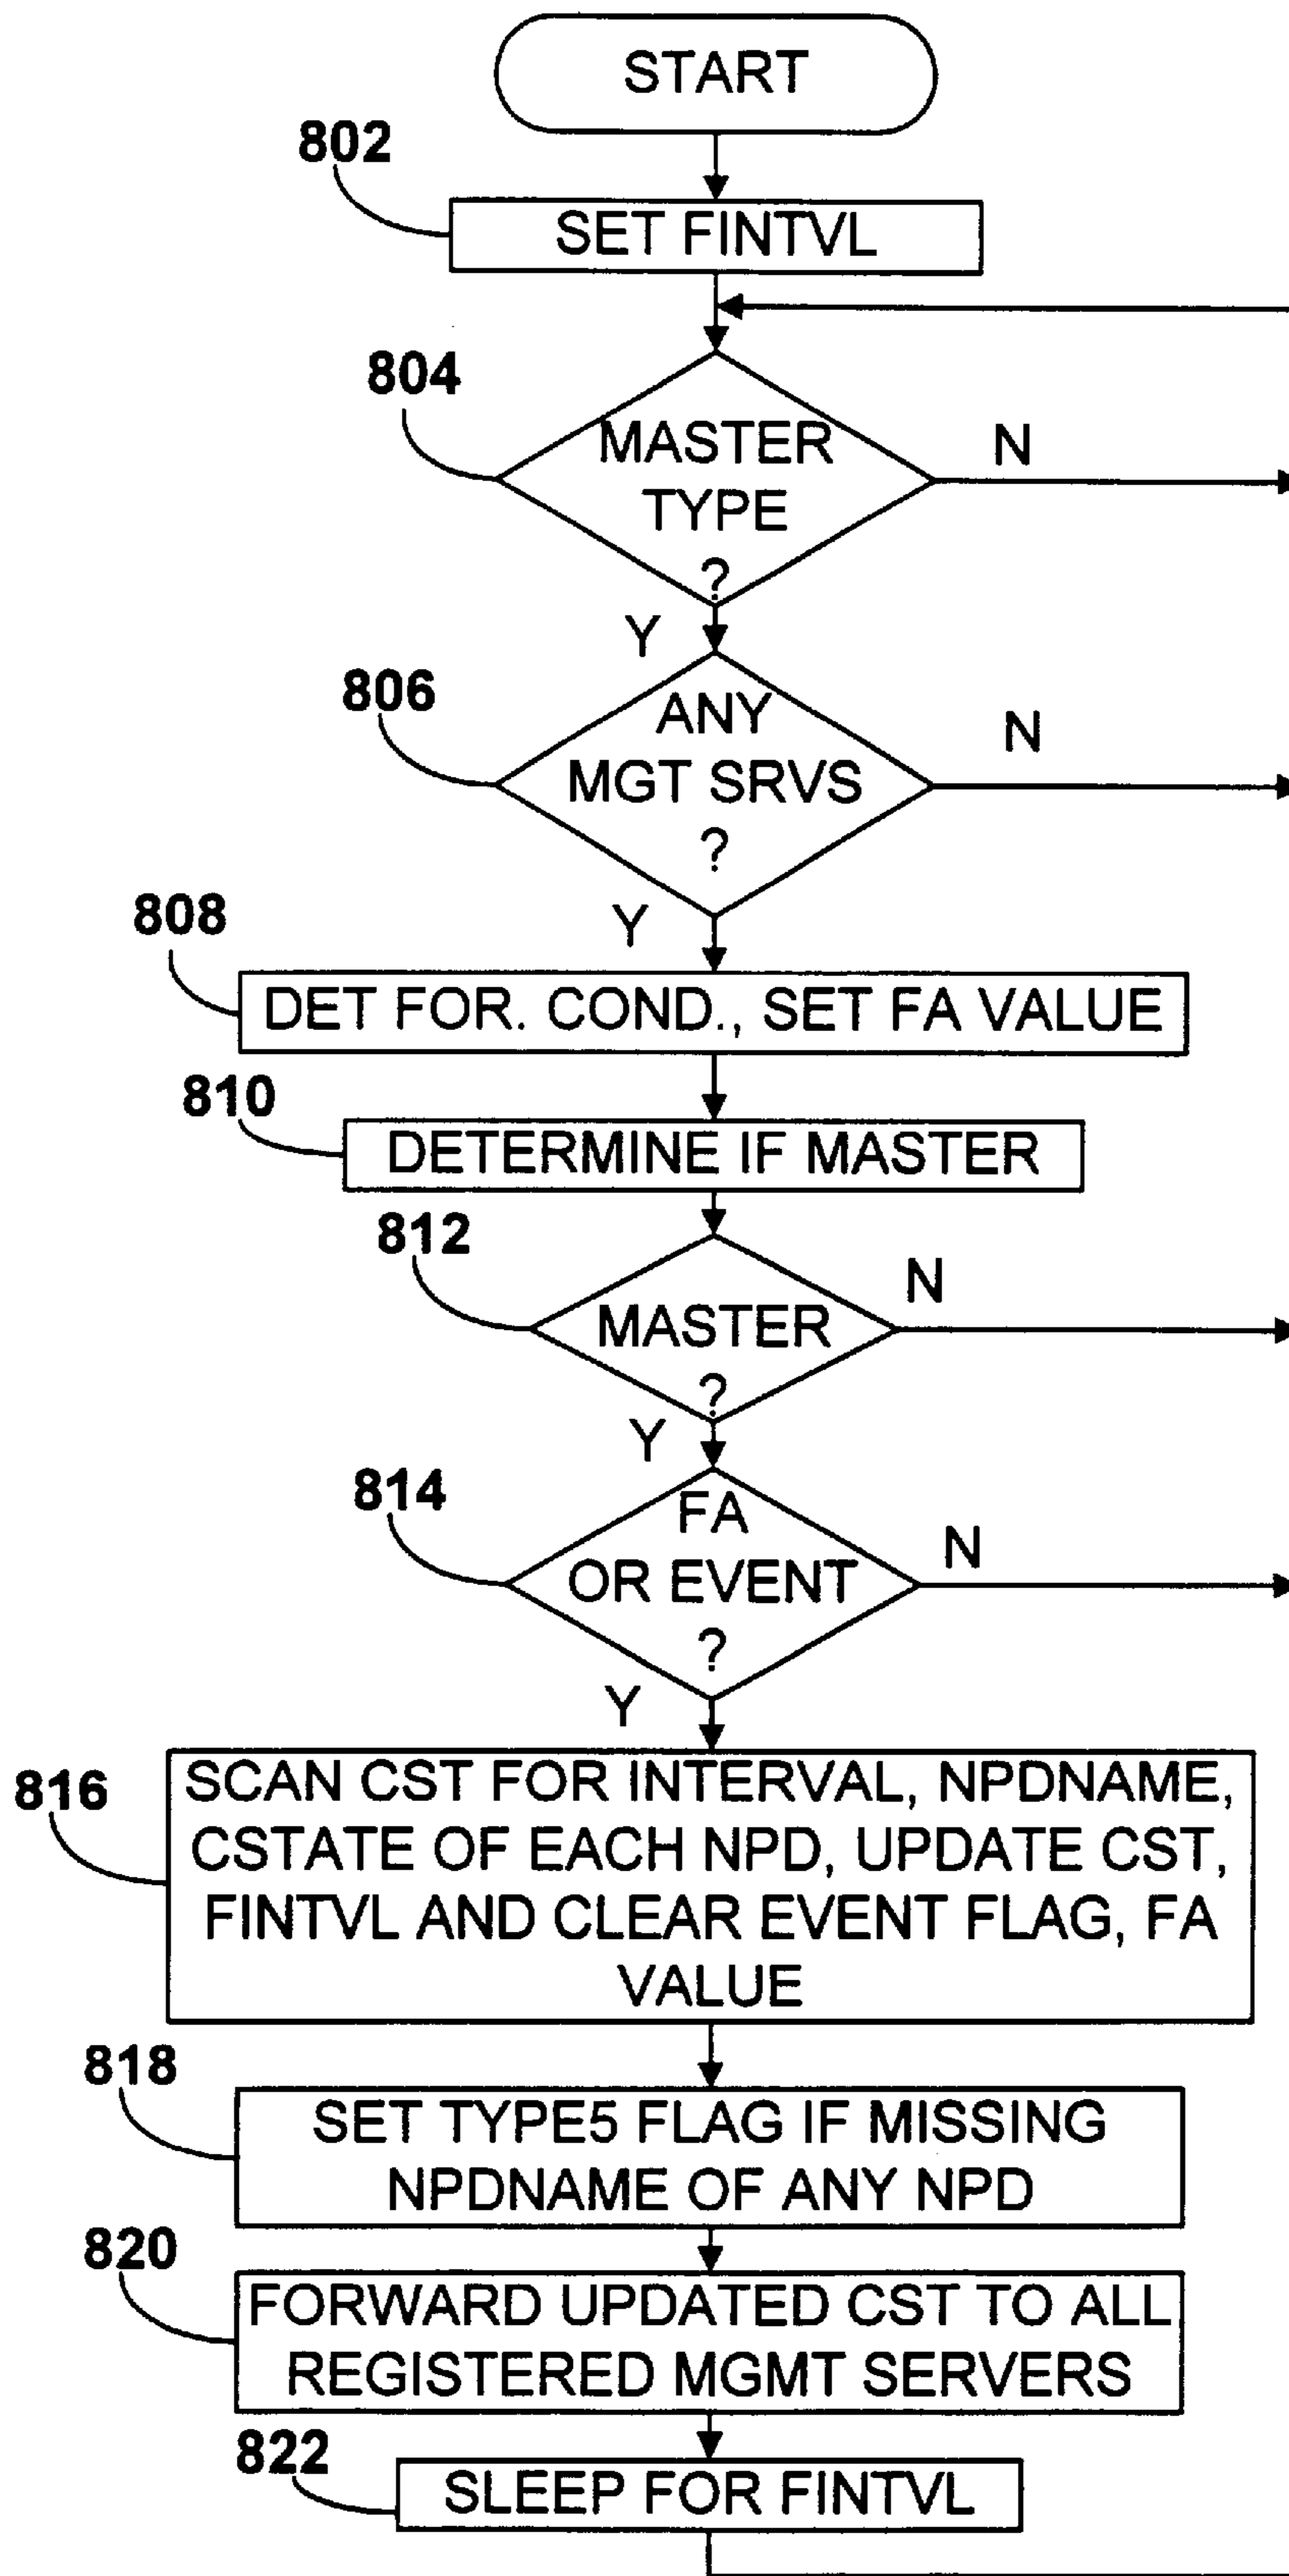 START
802
SET FINTVL
804
MASTER
TYPE
?
N
Y
806
ANY
MGT SRVS
?
N
Y
808
DET FOR. COND., SET FA VALUE
810
DETERMINE IF MASTER
812
MASTER
?
N
Y
814
FA
OR EVENT
?
N
Y
816
SCAN CST FOR INTERVAL, NPDNAME,
CSTATE OF EACH NPD, UPDATE CST,
FINTVL AND CLEAR EVENT FLAG, FA
VALUE
818
SET TYPE5 FLAG IF MISSING
NPDNAME OF ANY NPD
820
FORWARD UPDATED CST TO ALL
REGISTERED MGMT SERVERS
822
SLEEP FOR FINTVL